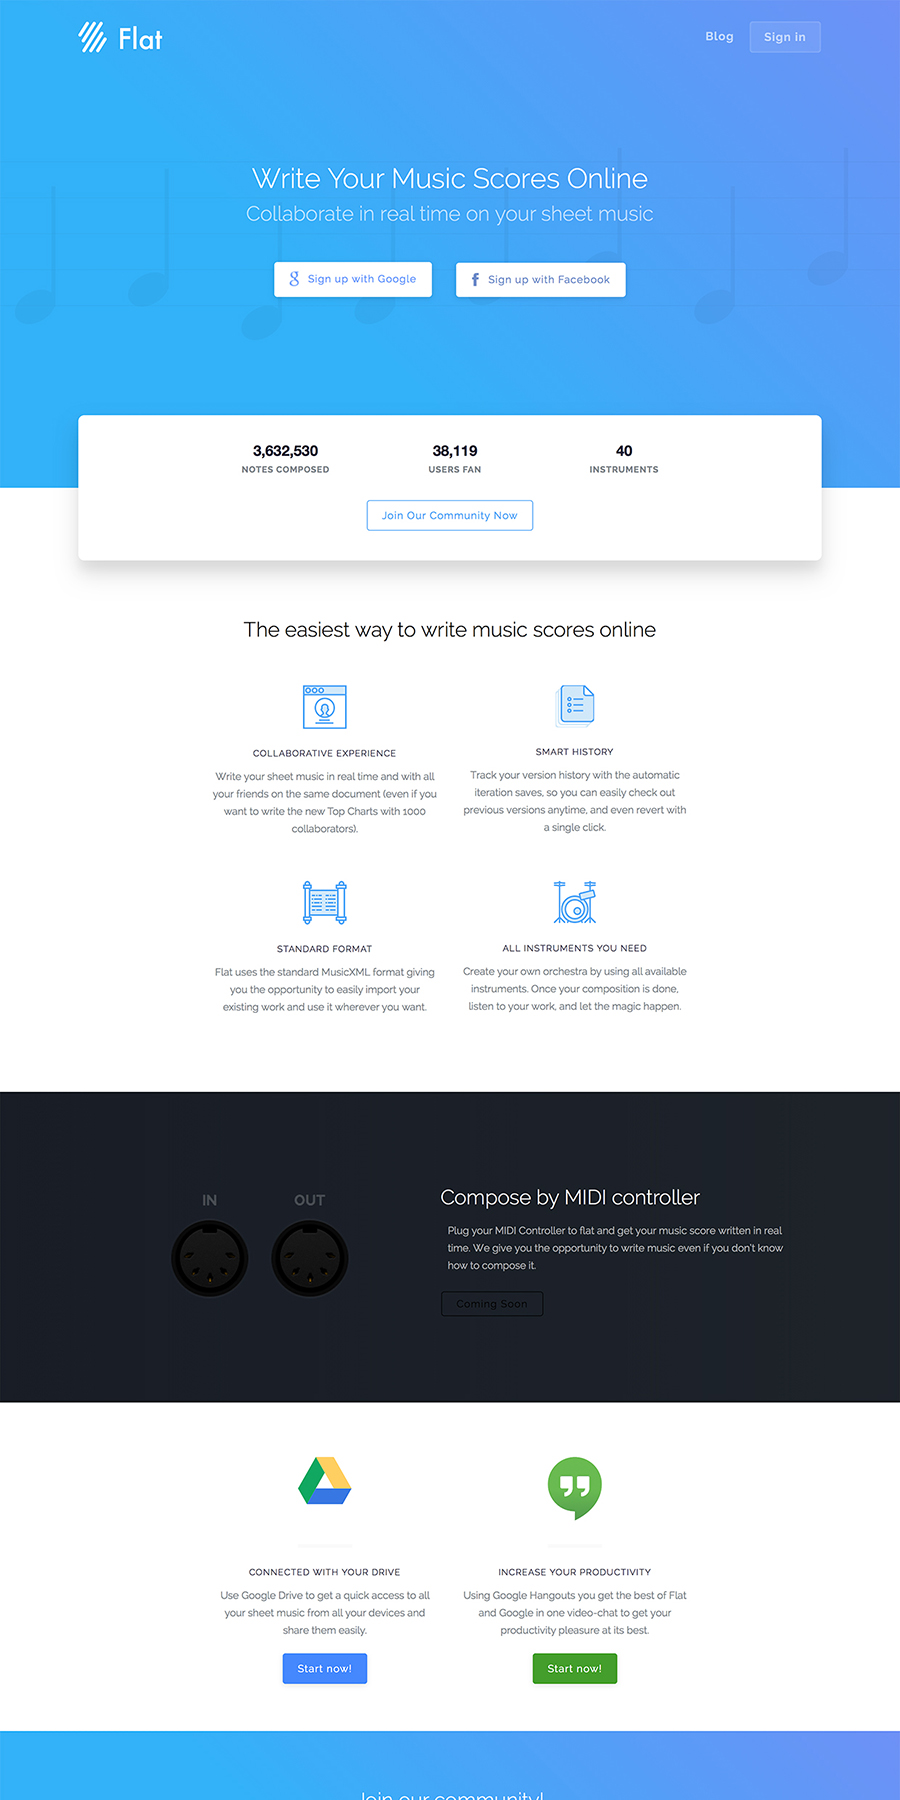 Flat
Blog
Sign in
Write Your Music Scores Online
Collaborate in real time on your sheet music
Sign up with Google
Sign up with Facebook
3,632,530
NOTES COMPOSED
38,119
USERS FAN
40
INSTRUMENTS
Join Our Community Now
The easiest way to write music scores online
COLLABORATIVE EXPERIENCE
Write your sheet music in real time and with all
your friends on the same document (even if you
want to write the new Top Charts with 1000
collaborators).
SMART HISTORY
Track your version history with the automatic
iteration saves, so you can easily check out
previous versions anytime, and even revert with
a single click.
STANDARD FORMAT
Flat uses the standard MusicXML format giving
you the opportunity to easily import your
existing work and use it wherever you want.
ALL INSTRUMENTS YOU NEED
Create your own orchestra by using all available
instruments. Once your composition is done,
listen to your work, and let the magic happen.
IN
OUT
Compose by MIDI controller
Plug your MIDI Controller to flat and get your music score written in real
time. We give you the opportunity to write music even if you don't know
how to compose it.
Coming Soon
CONNECTED WITH YOUR DRIVE
Use Google Drive to get a quick access to all
your sheet music from all your devices and
share them easily.
Start now!
INCREASE YOUR PRODUCTIVITY
Using Google Hangouts you get the best of Flat
and Google in one video-chat to get your
productivity pleasure at its best.
Start now!
Join our community!